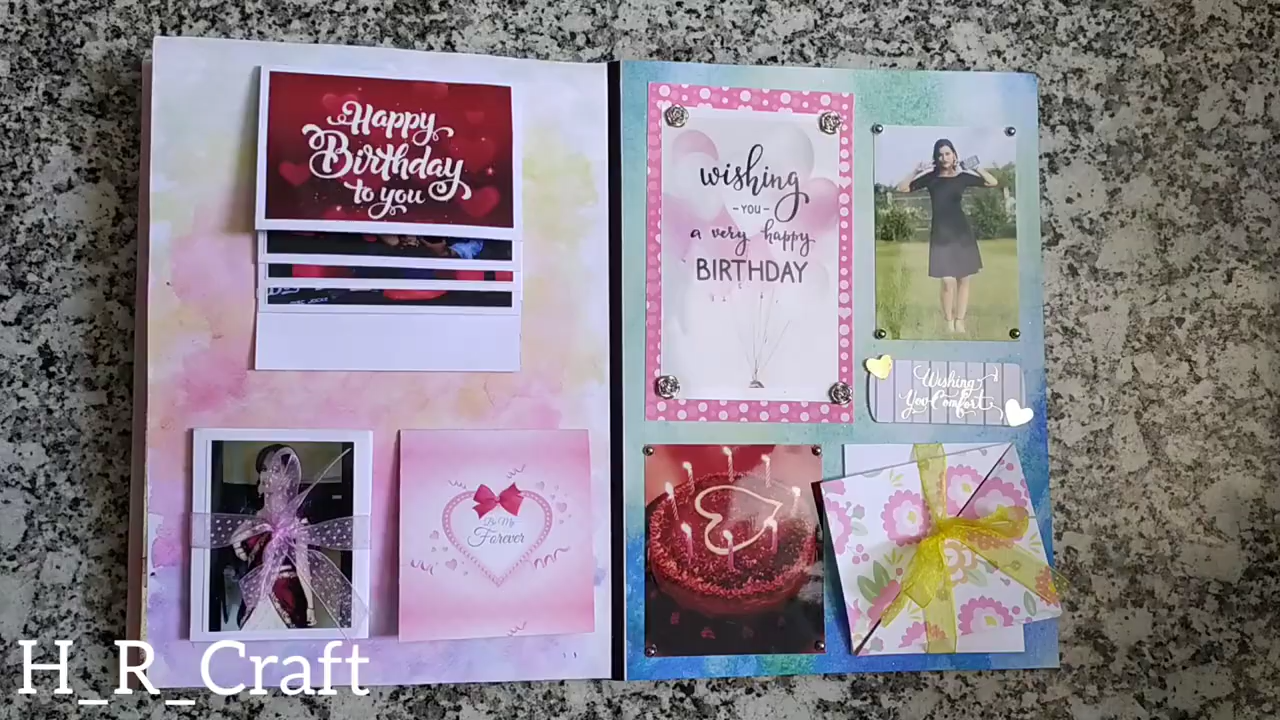 Happy
Birthday
to you
Be My
Forever
wishing
-YOU-
a very happy
BIRTHDAY
Wishing
You Comfort
H_R_Craft